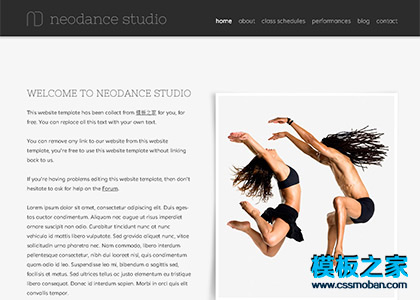 neodance studio
home about class schedules performances blog contact
WELCOME TO NEODANCE STUDIO
This website template has been collect from 模板之家 for you, for
free. You can replace all this text with your own text.
You can remove any link to our website from this website
template, you're free to use this website template without linking
back to us.
If you're having problems editing this website template, then don't
hesitate to ask for help on the Forum.
Lorem ipsum dolor sit amet, consectetur adipiscing elit. Duis eges-
tas auctor condimentum. Aliquam nec augue at risus imperdiet
ornare suscipit non odio. Curabitur tincidunt nunc at nunc
vehicula id mattis libero vestibulum. Sed gravida aliquet nunc, vitae
sollicitudin urna pharetra nec. Nam commodo, libero interdum
pellentesque consectetur, nibh dui laoreet nisl, quis condimentum
quam odio id leo. Suspendisse leo mi, bibendum a sagittis sed,
facilisis at metus. Sed ultrices tellus ac justo elementum eu tristique
libero consequat. Donec id interdum sapien. Morbi in orci quis elit
convallis tempor.
模板之家
www.cssmoban.com